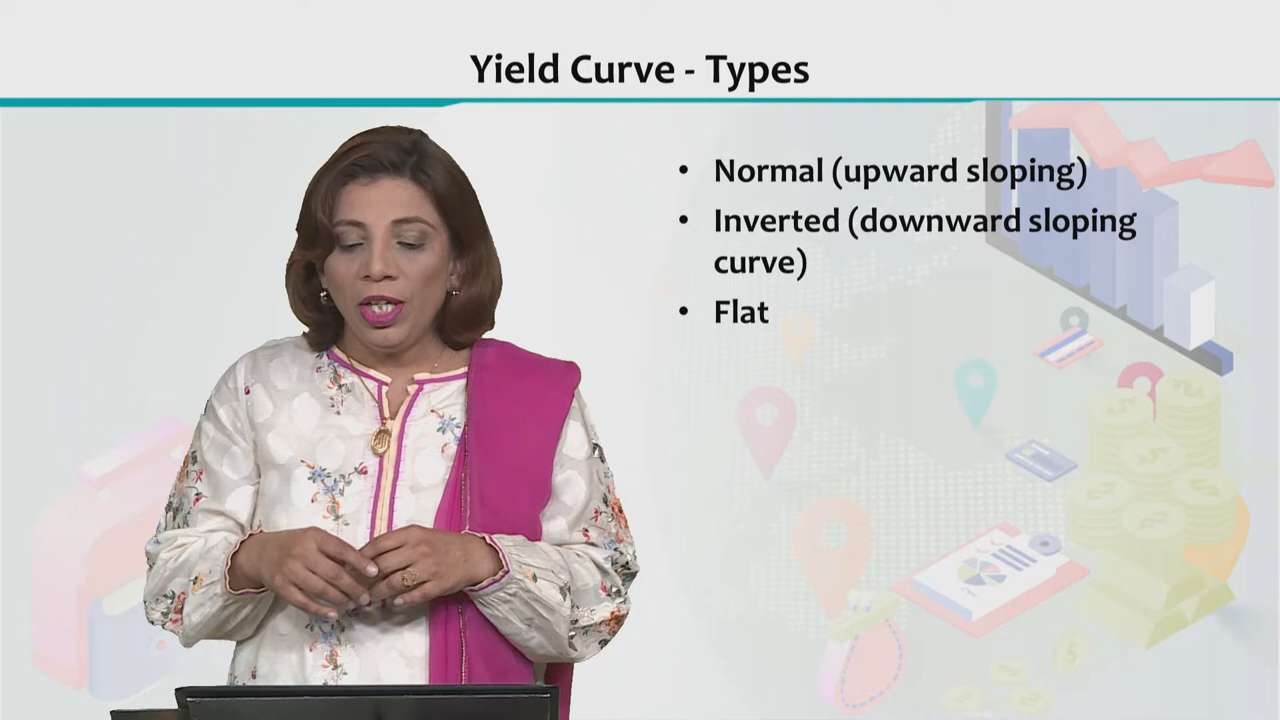 Yield Curve - Types
• Normal (upward sloping)
• Inverted (downward sloping
curve)
• Flat